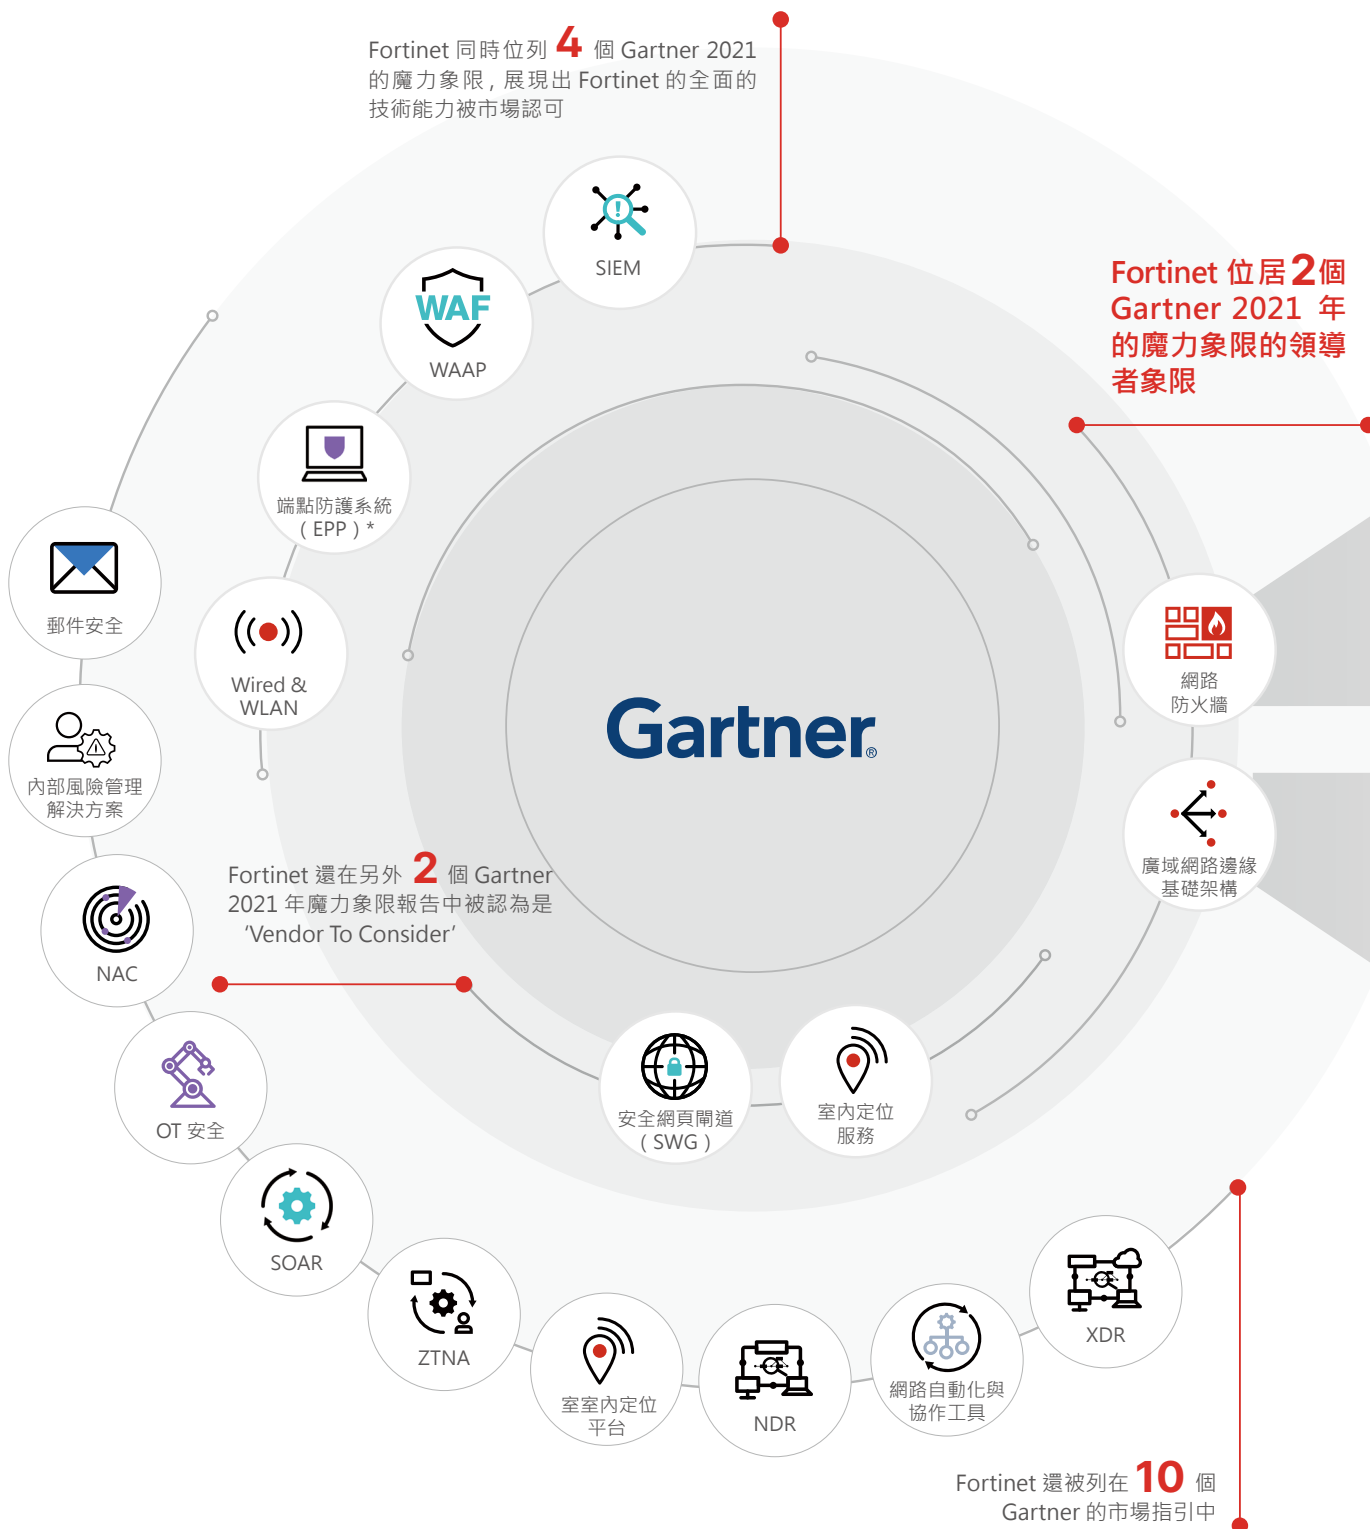 Fortinet 同時位列 4 個 Gartner 2021
的魔力象限, 展現出 Fortinet 的全面的
技術能力被市場認可
SIEM
WAF
WAAP
Fortinet 位居2個
Gartner 2021 年
的魔力象限的領導
者象限
端點防護系統
( EPP ) *
郵件安全
Wired &
WLAN
網路
防火牆
Gartner®
內部風險管理
解決方案
廣域網路邊緣
基礎架構
Fortinet 還在另外 2 個 Gartner
2021 年魔力象限報告中被認為是
‘Vendor To Consider’
NAC
OT 安全
安全網頁閘道
( SWG )
室內定位
服務
SOAR
ZTNA
室室內定位
平台
NDR
網路自動化與
協作工具
XDR
Fortinet 還被列在 10 個
Gartner 的市場指引中